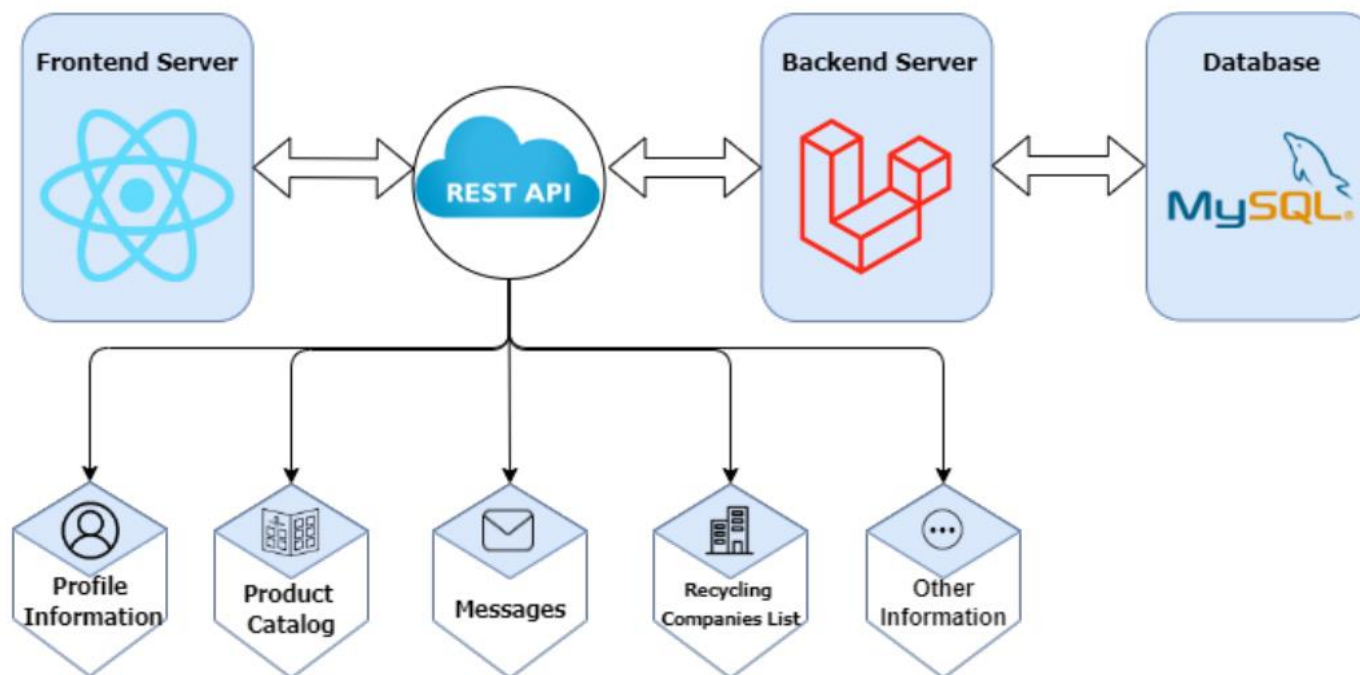 Frontend Server
Backend Server
Database
REST API
MySQL®
Profile
Information
Product
Catalog
Messages
Recycling
Companies List
Other
Information